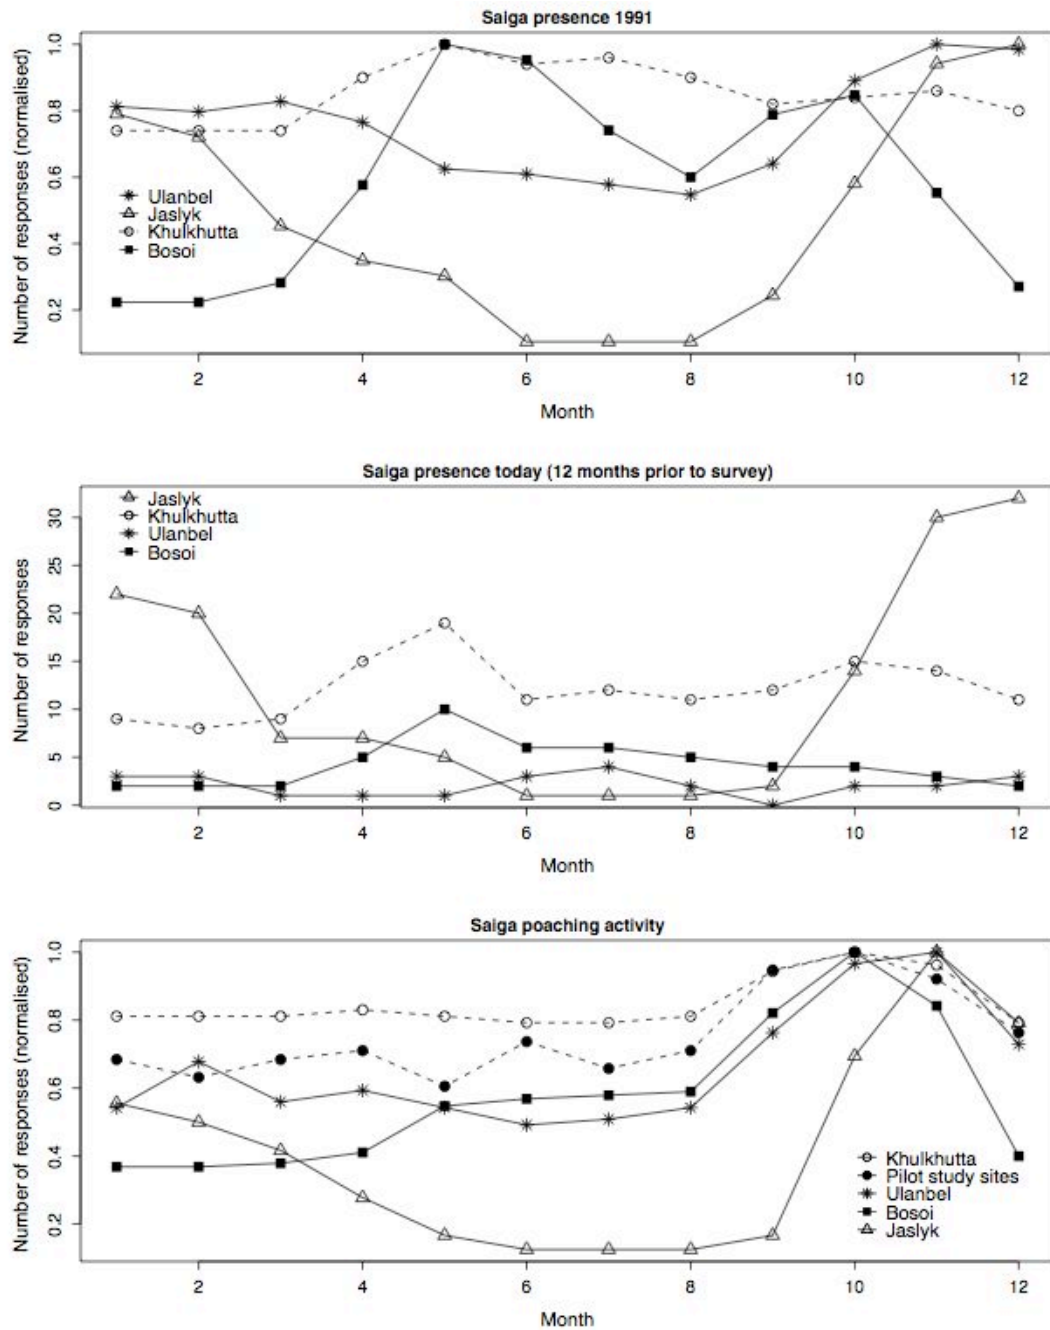 Saiga presence 1991
Number of responses (normalised)
1.0
0.8
0.6
0.4
0.2
Ulanbel
Jaslyk
Khulkhutta
Bosoi
2 4 6 8 10 12
Month
Saiga presence today (12 months prior to survey)
Number of responses
30
25
20
15
10
5
0
Jaslyk
Khulkhutta
Ulanbel
Bosoi
2 4 6 8 10 12
Month
Saiga poaching activity
Number of responses (normalised)
1.0
0.8
0.6
0.4
0.2
Khulkhutta
Pilot study sites
Ulanbel
Bosoi
Jaslyk
2 4 6 8 10 12
Month